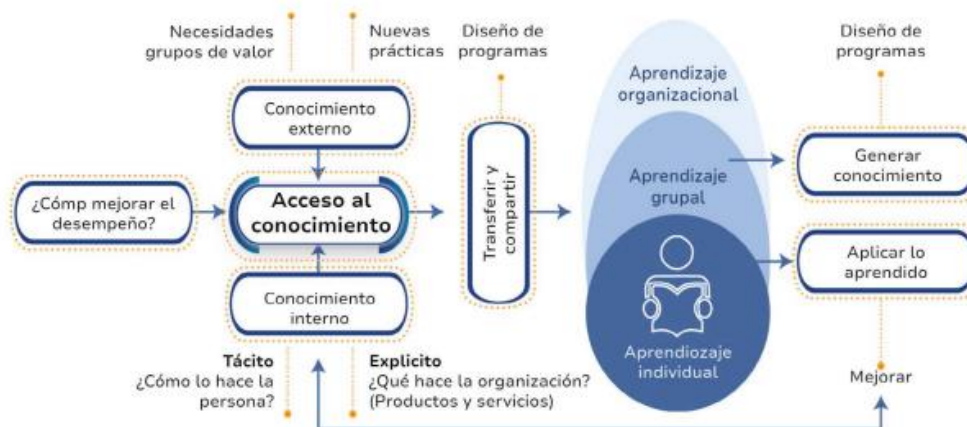 Necesidades
grupos de valor
Nuevas
prácticas
Diseño de
programas
Diseño de
programas
Conocimiento
externo
¿Cómp mejorar el
desempeño?
Acceso al
conocimiento
Conocimiento
interno
Tácito
¿Cómo lo hace la
persona?
Explicito
¿Qué hace la organización?
(Productos y servicios)
Transferir y
compartir
Aprendizaje
organizacional
Aprendizaje
grupal
Aprendiozaje
individual
Generar
conocimiento
Aplicar lo
aprendido
Mejorar